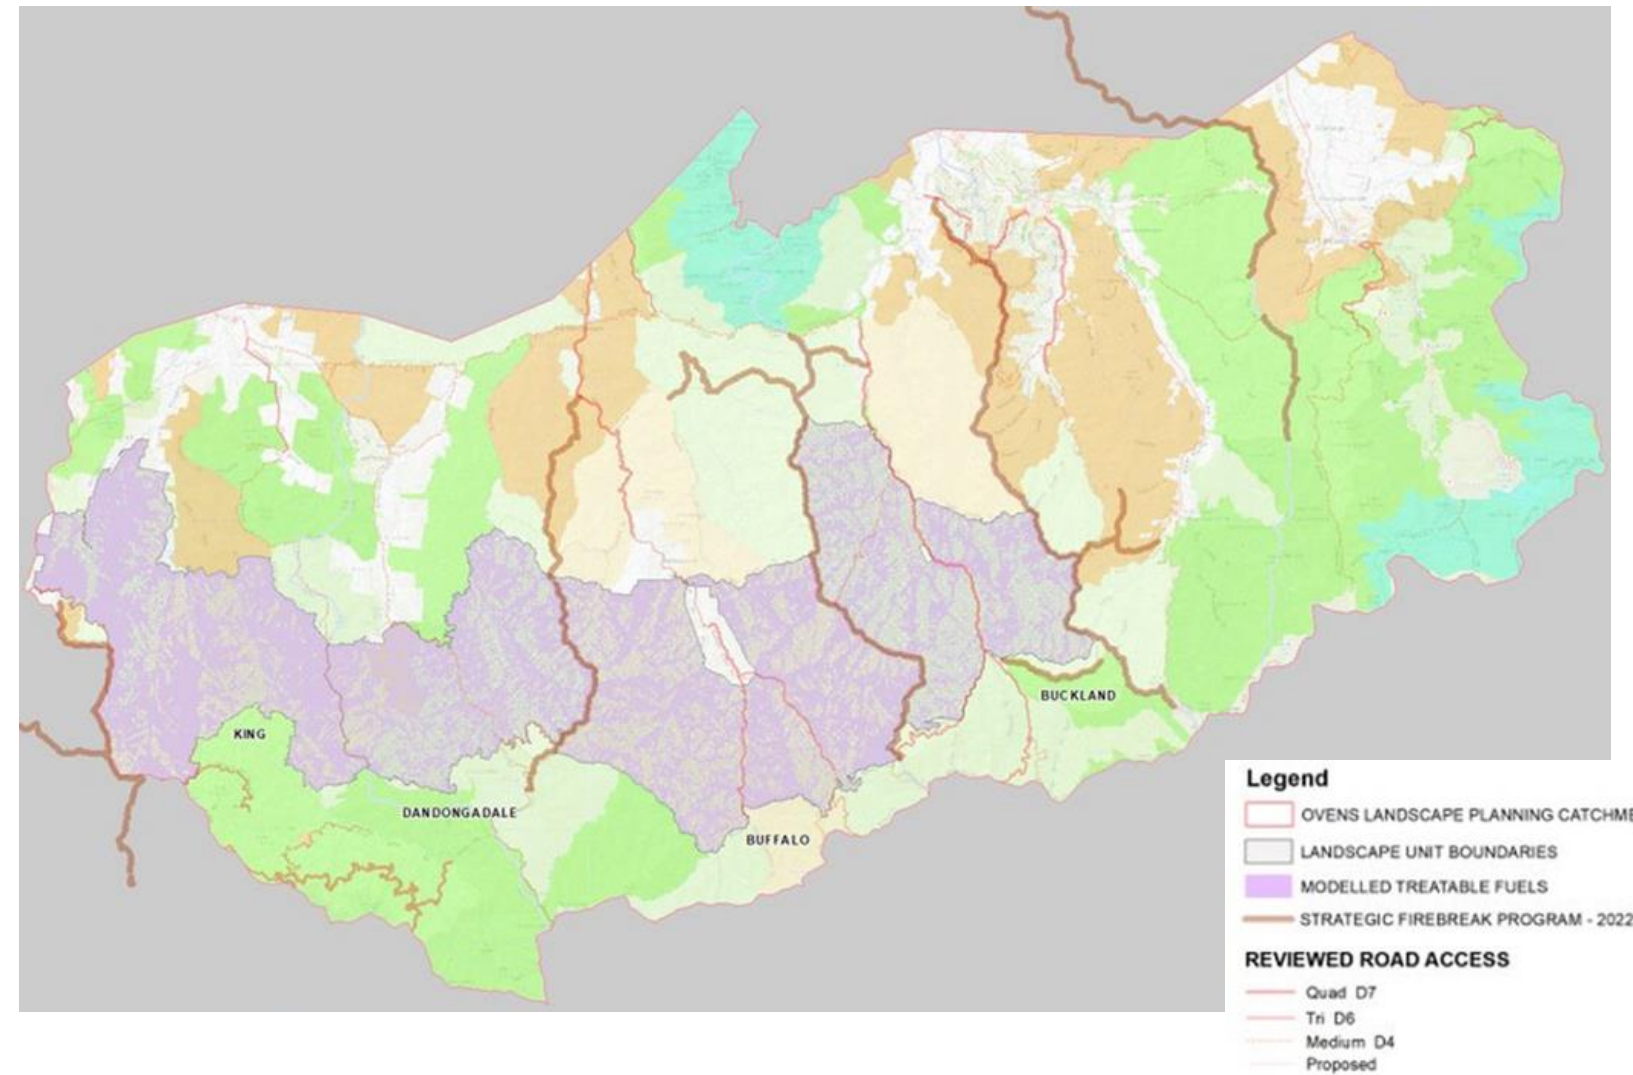 KING
BUCKLAND
DANDONGADALE
BUFFALO
Legend
OVENS LANDSCAPE PLANNING CATCHME
LANDSCAPE UNIT BOUNDARIES
MODELLED TREATABLE FUELS
STRATEGIC FIREBREAK PROGRAM - 2022
REVIEWED ROAD ACCESS
Quad D7
Tri D6
Medium D4
Proposed